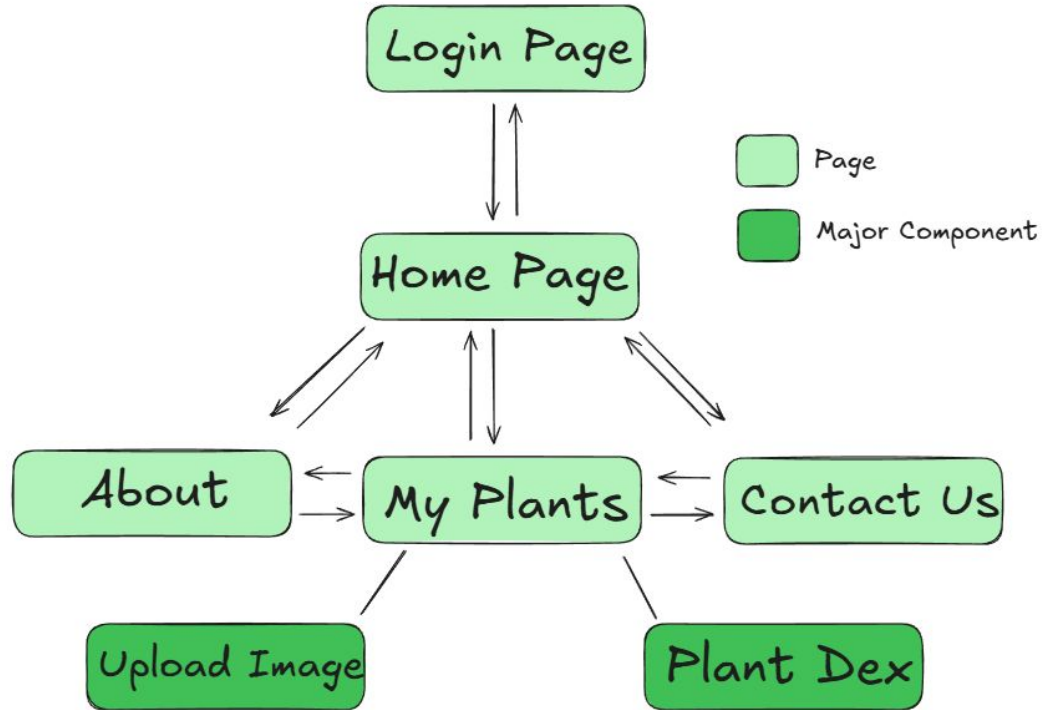 Login Page
Page
Major Component
Home Page
About
My Plants
Contact Us
Upload Image
Plant Dex